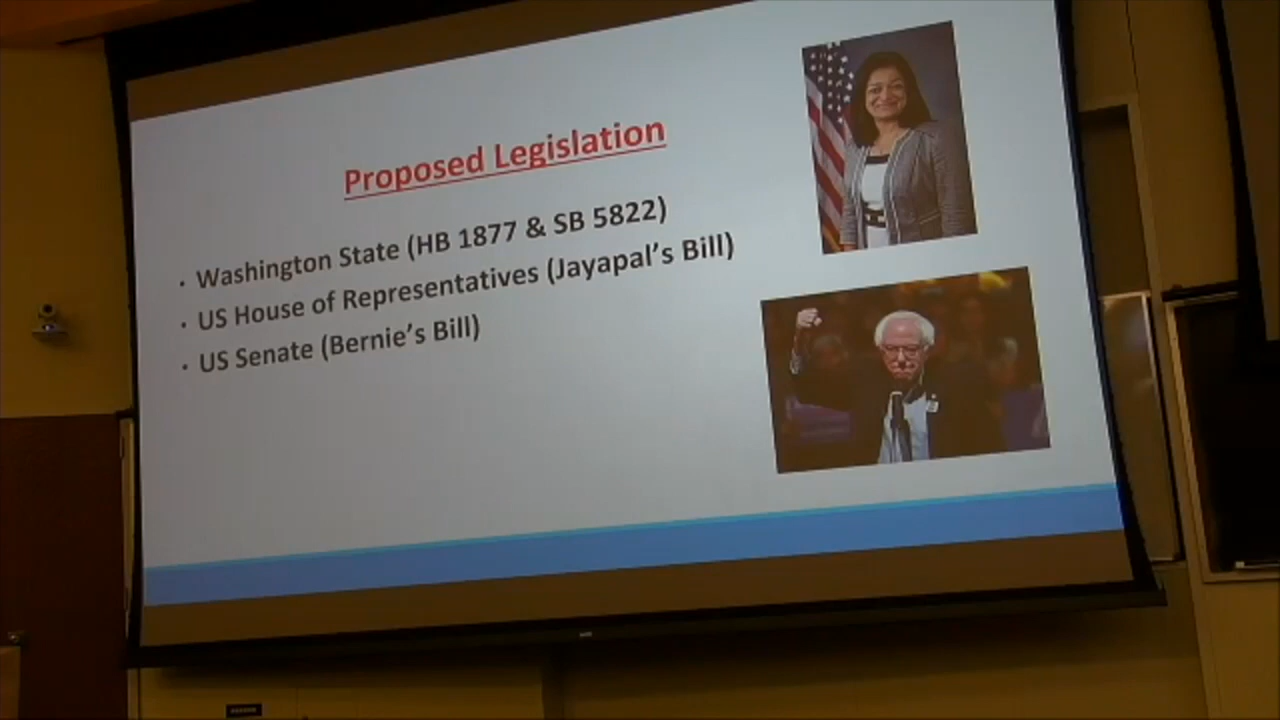 Proposed Legislation
• Washington State (HB 1877 & SB 5822)
• US House of Representatives (Jayapal's Bill)
• US Senate (Bernie's Bill)